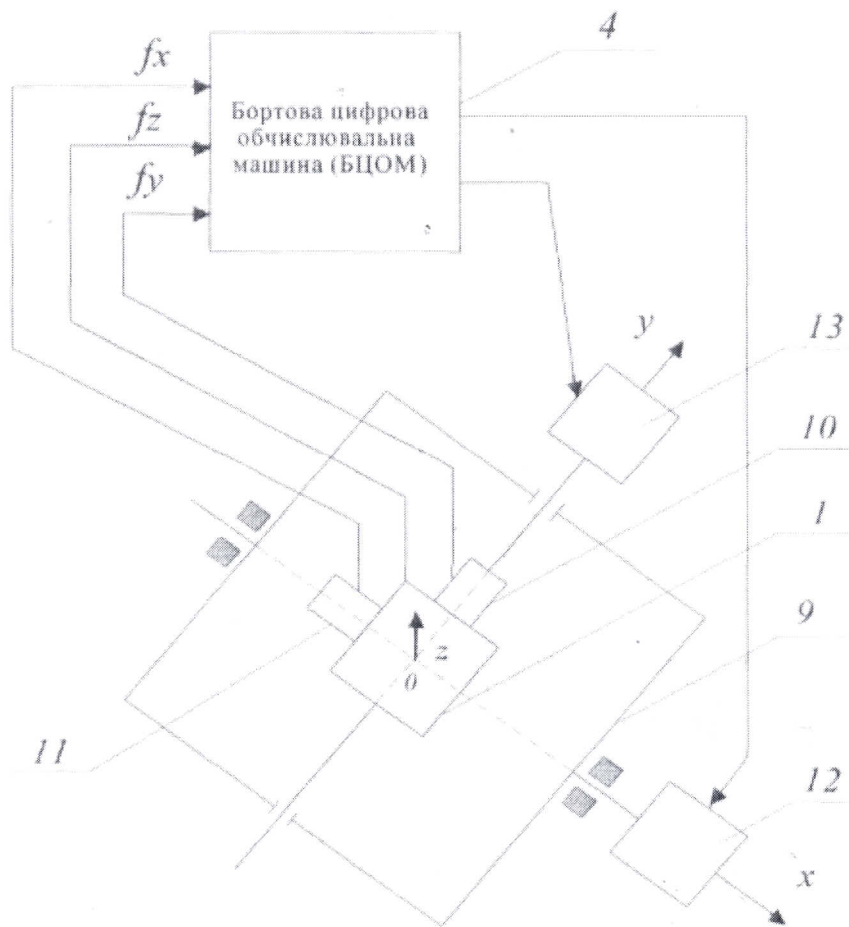 4
fx
fz
fy
Бортова цифрова
обчислювальна
машина (БЦОМ)
y
13
10
1
9
z
0
11
12
x